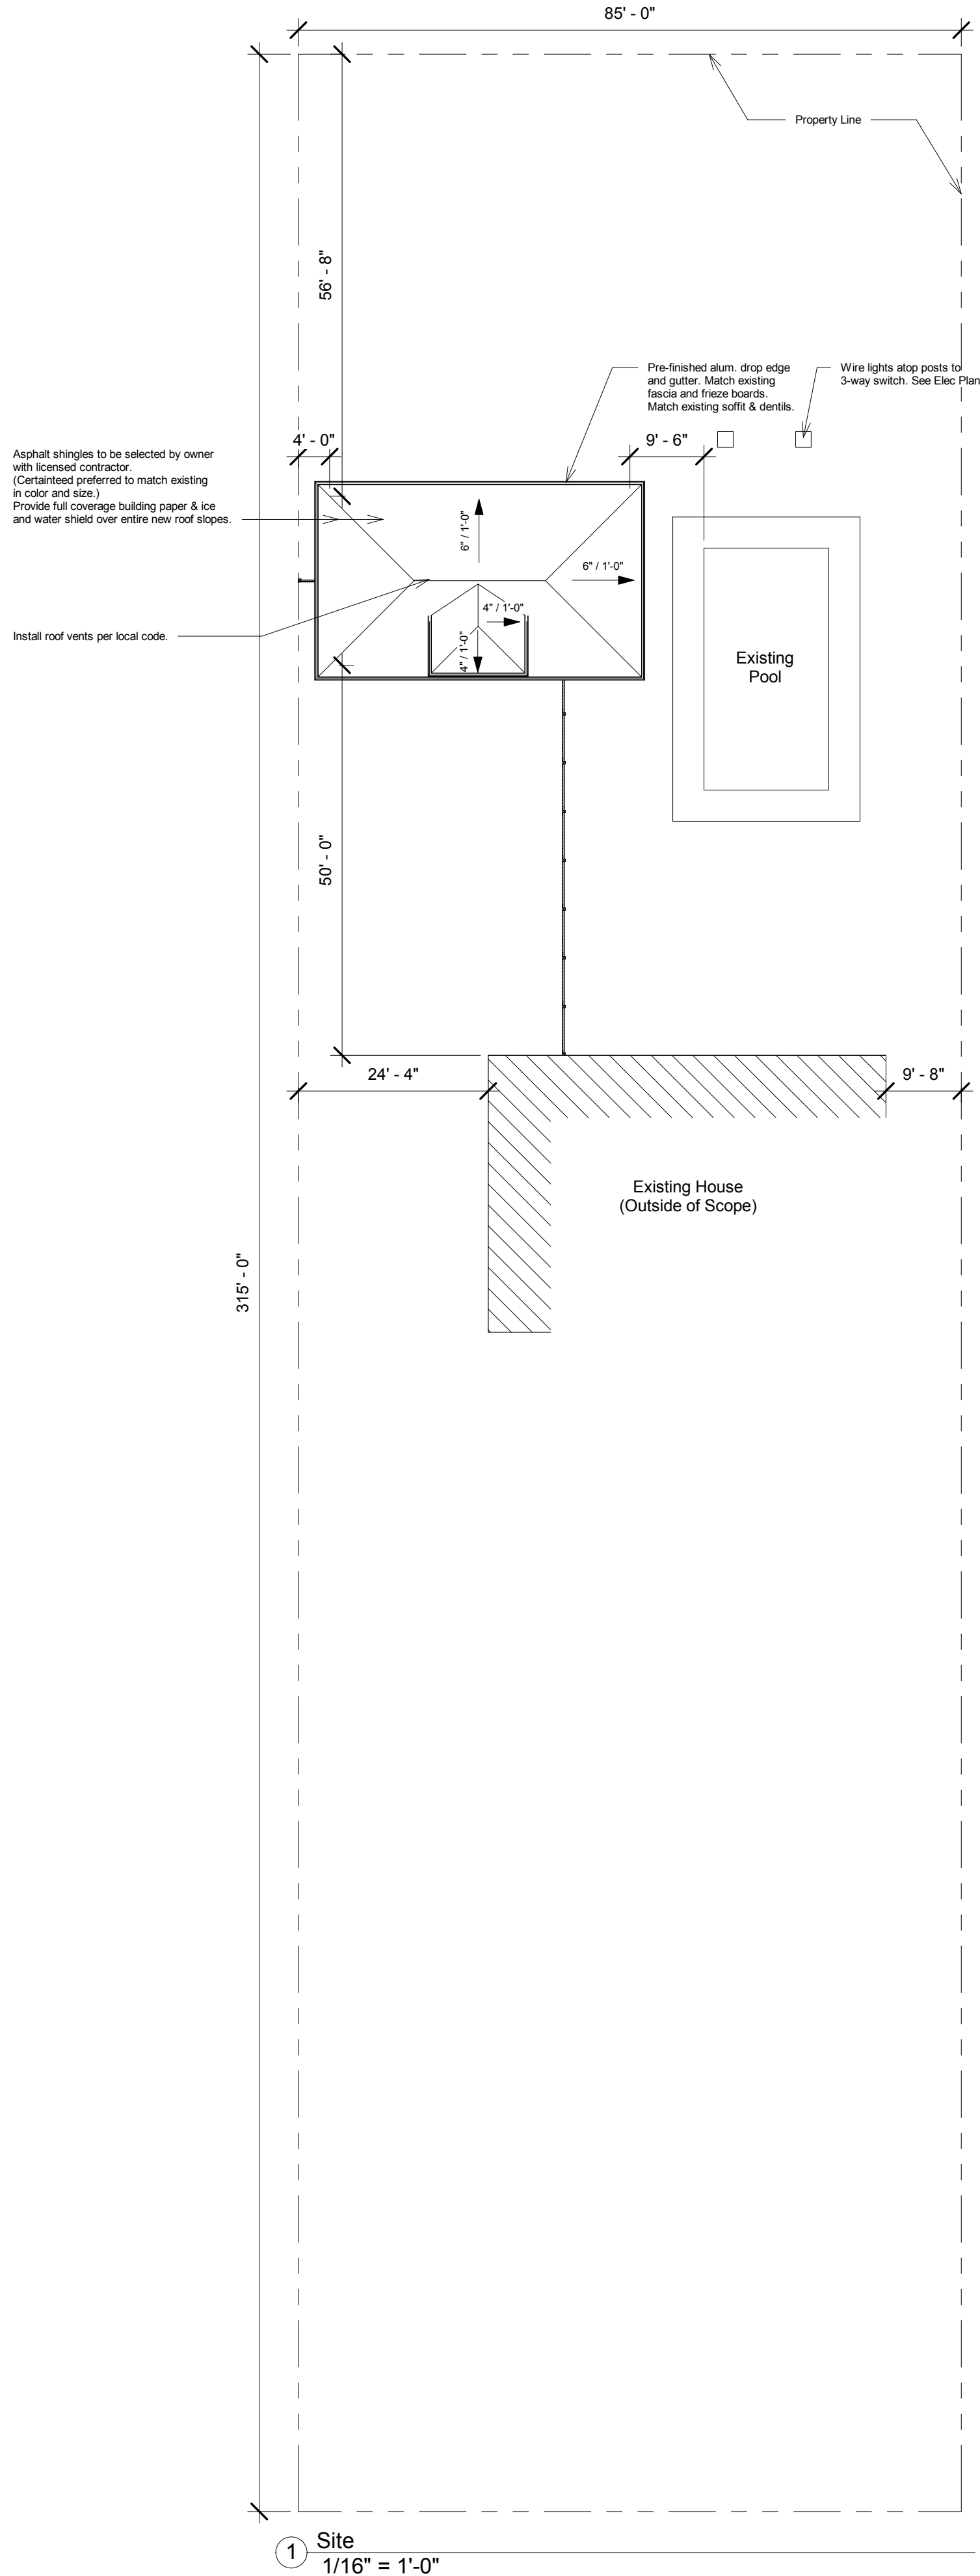 85' - 0"
Property Line
56' - 8"
Pre-finished alum. drop edge
and gutter. Match existing
fascia and frieze boards.
Match existing soffit & dentils.
Wire lights atop posts to
3-way switch. See Elec Plan
4' - 0"
9' - 6"
Asphalt shingles to be selected by owner
with licensed contractor.
(Certainteed preferred to match existing
in color and size.)
Provide full coverage building paper & ice
and water shield over entire new roof slopes.
6" / 1'-0"
6" / 1'-0"
4" / 1'-0"
4" / 1'-0"
Install roof vents per local code.
Existing
Pool
50' - 0"
24' - 4"
9' - 8"
Existing House
(Outside of Scope)
315' - 0"
1
Site
1/16" = 1'-0"